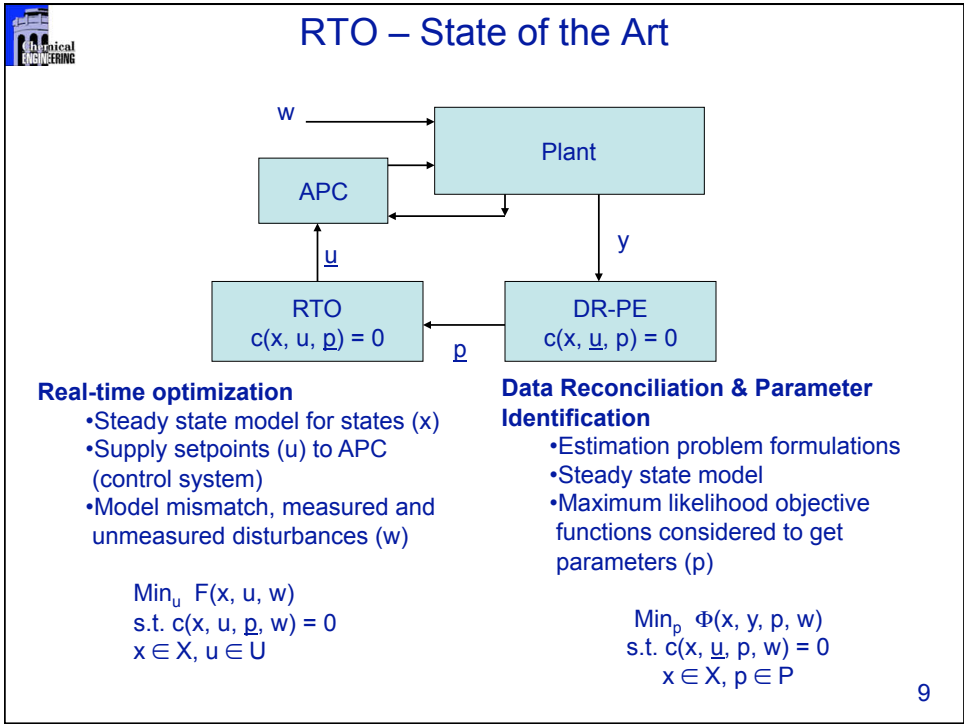 Chemical
ENGINEERING
RTO – State of the Art
w
Plant
APC
u
y
RTO
c(x, u, p) = 0
p
DR-PE
c(x, u, p) = 0
Real-time optimization
•Steady state model for states (x)
•Supply setpoints (u) to APC
(control system)
•Model mismatch, measured and
unmeasured disturbances (w)
Minu F(x, u, w)
s.t. c(x, u, p, w) = 0
x ∈ X, u ∈ U
Data Reconciliation & Parameter
Identification
•Estimation problem formulations
•Steady state model
•Maximum likelihood objective
functions considered to get
parameters (p)
Minp Φ(x, y, p, w)
s.t. c(x, u, p, w) = 0
x ∈ X, p ∈ P
9